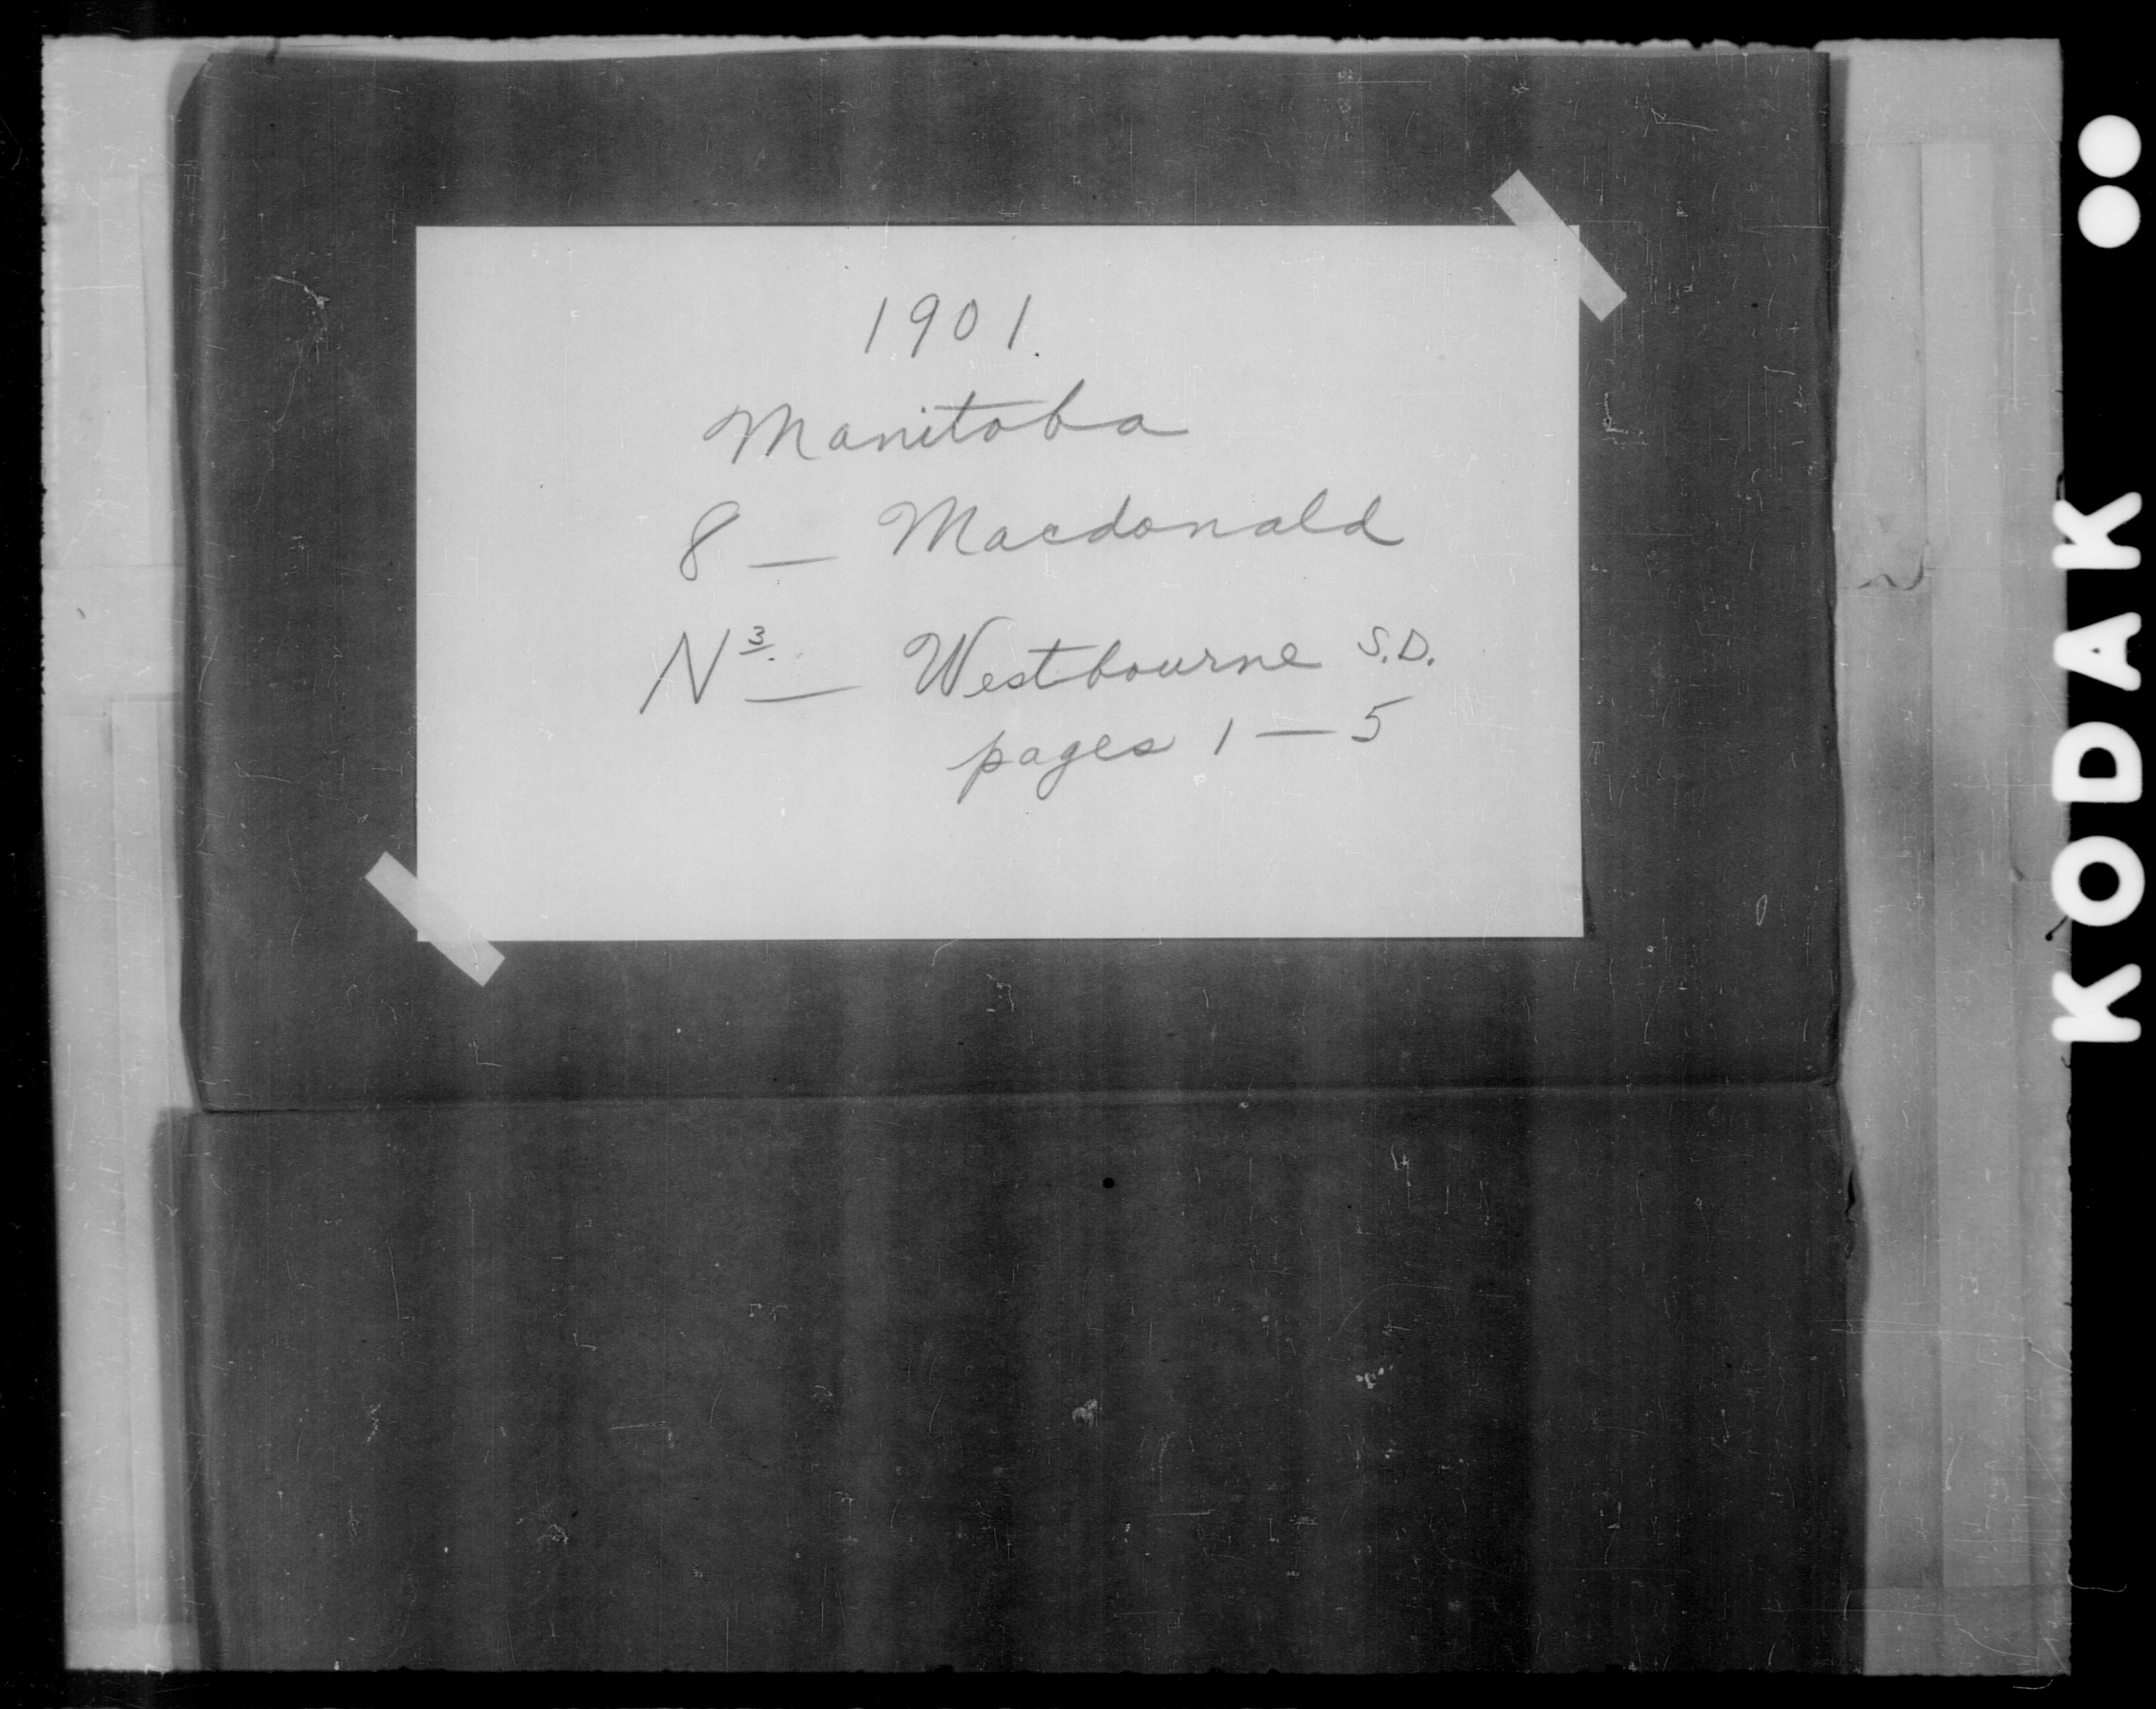 1901.
Manitoba
8 — Macdonald
N³. — Westbourne S.D.
pages 1 — 5
KODAK